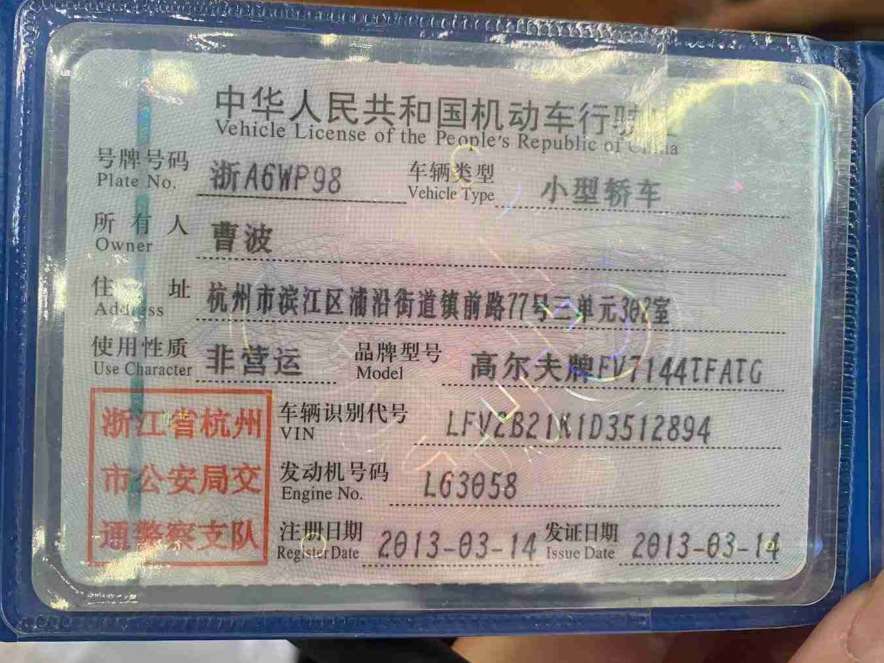 中华人民共和国机动车行驶证
Vehicle License of the People's Republic of China
号牌号码 浙A6WP98 车辆类型 小型轿车
Plate No. Vehicle Type
所有人 曹波
Owner
住址 杭州市滨江区浦沿街道镇前路77号三单元302室
Address
使用性质 非营运 品牌型号 高尔夫牌FV7144TFATG
Use Character Model
浙江省杭州
市公安局交
通警察支队
车辆识别代号 LFV2B21K1D3512894
VIN
发动机号码 L63058
Engine No.
注册日期 2013-03-14 发证日期 2013-03-14
Register Date Issue Date